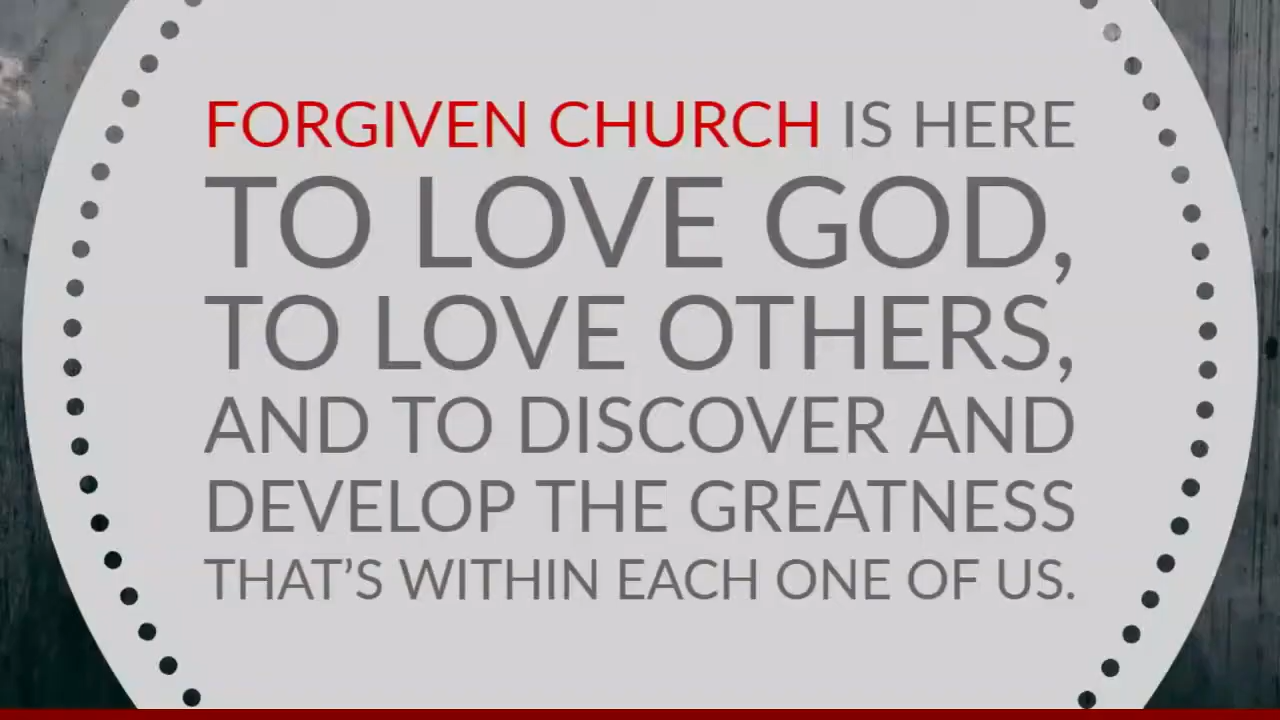 FORGIVEN CHURCH IS HERE
TO LOVE GOD,
TO LOVE OTHERS,
AND TO DISCOVER AND
DEVELOP THE GREATNESS
THAT’S WITHIN EACH ONE OF US.